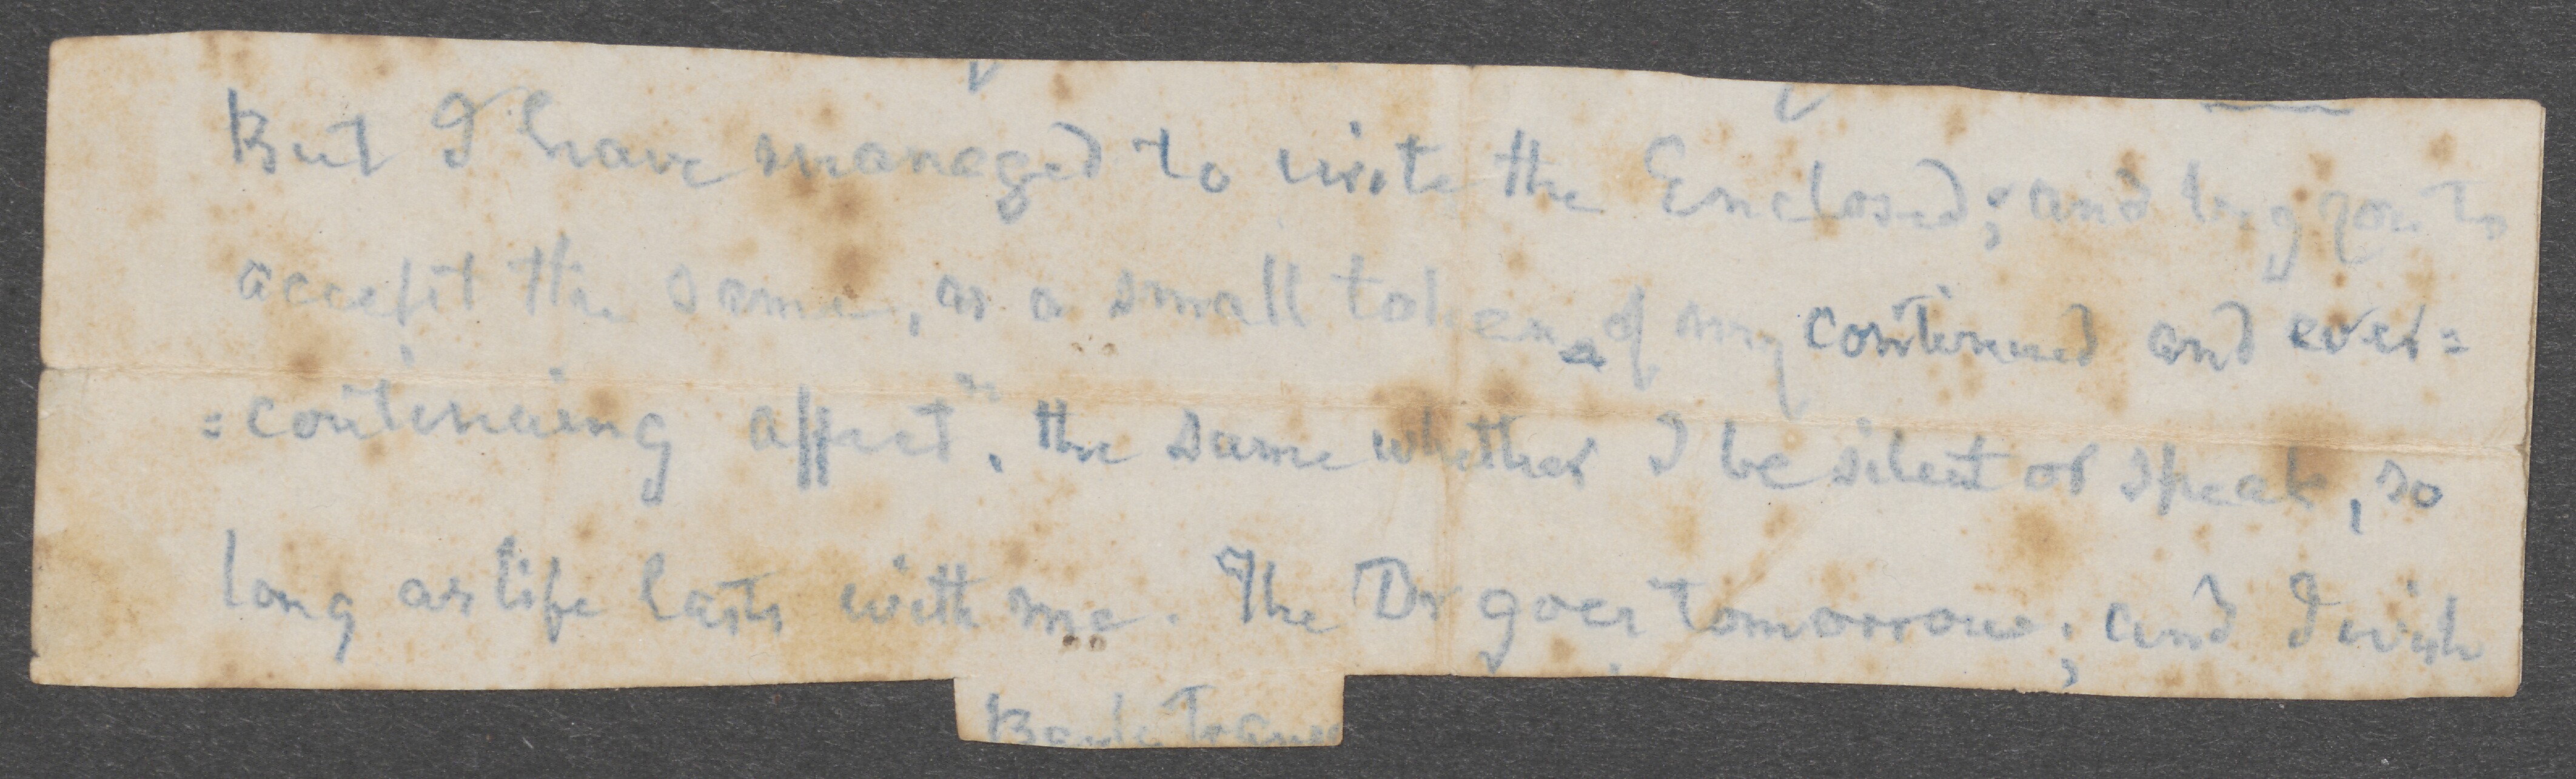 But I have managed to write the Enclosed; and beg you to
accept the same, as a small token of my continued and ever=
=continuing affectn. the same whether I be silent or speak, so
long as life lasts with me. The Dr goes tomorrow; and I wish